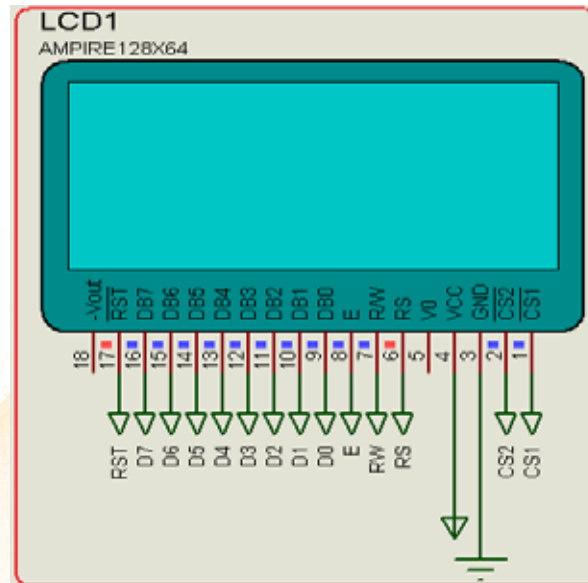 LCD1
AMPIRE128X64
-Vout
RST
DB7
DB6
DB5
DB4
DB3
DB2
DB1
DB0
E
R/W
RS
V0
VCC
GND
CS2
CS1
18
17
16
15
14
13
12
11
10
9
8
7
6
5
4
3
2
1
RST
D7
D6
D5
D4
D3
D2
D1
D0
E
RW
RS
CS2
CS1